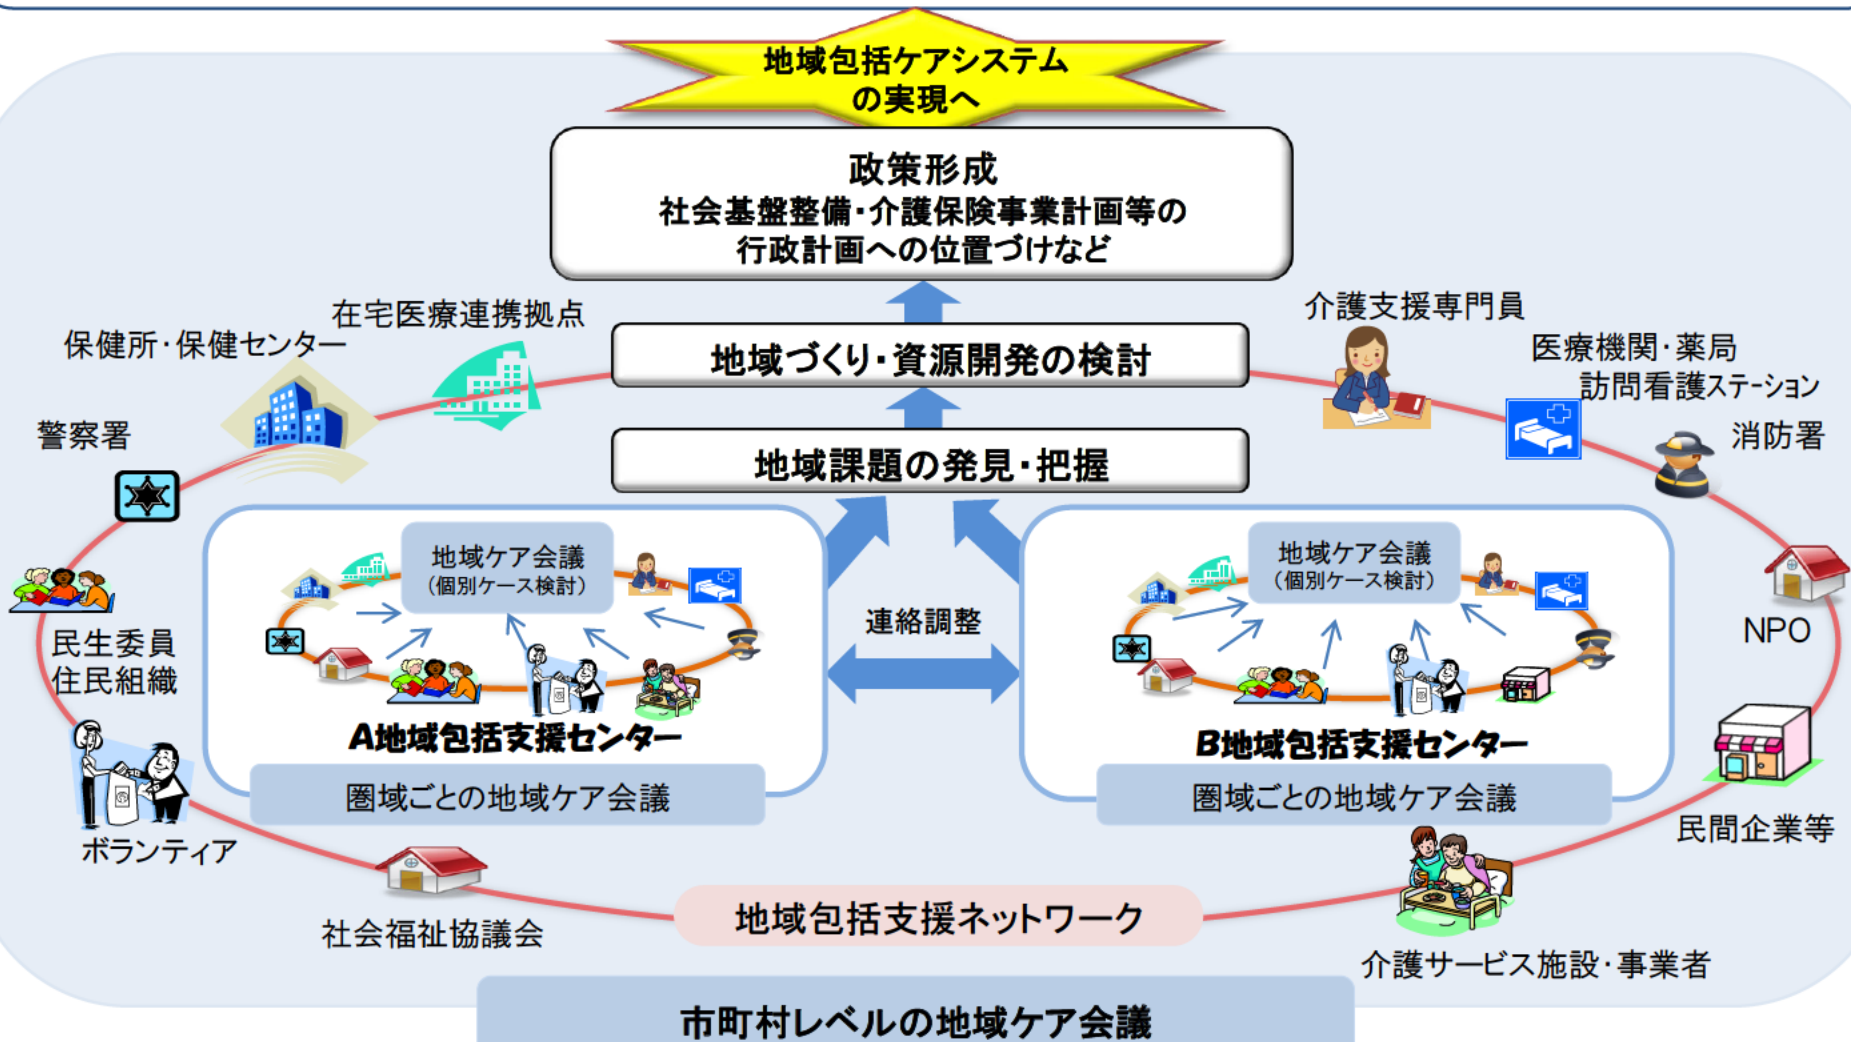 地域包括ケアシステム
の実現へ
政策形成
社会基盤整備・介護保険事業計画等の
行政計画への位置づけなど
在宅医療連携拠点
保健所・保健センター
警察署
介護支援専門員
医療機関・薬局
訪問看護ステーション
消防署
地域づくり・資源開発の検討
地域課題の発見・把握
地域ケア会議
（個別ケース検討）
A地域包括支援センター
圏域ごとの地域ケア会議
連絡調整
地域ケア会議
（個別ケース検討）
B地域包括支援センター
圏域ごとの地域ケア会議
民生委員
住民組織
NPO
ボランティア
民間企業等
社会福祉協議会
地域包括支援ネットワーク
介護サービス施設・事業者
市町村レベルの地域ケア会議